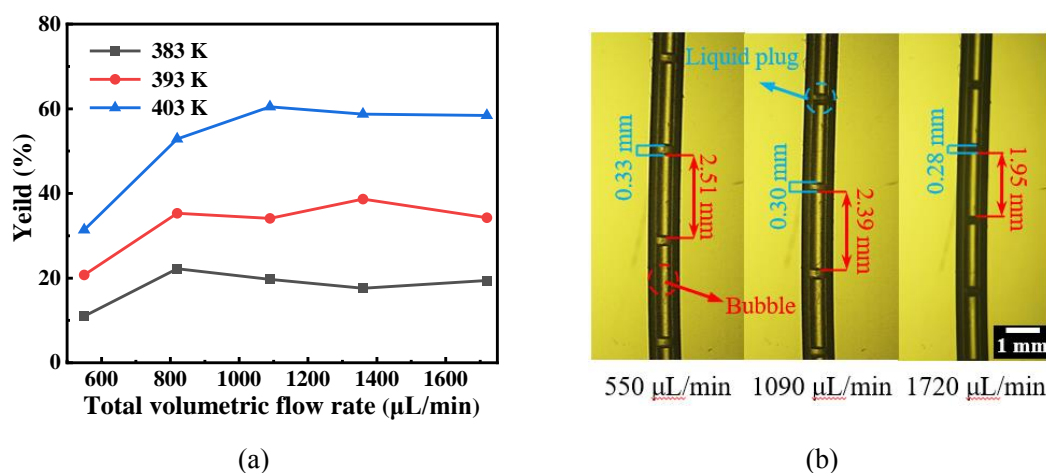 383 K
393 K
403 K
80
60
40
20
0
Yeild (%)
600 800 1000 1200 1400 1600
Total volumetric flow rate (μL/min)
(a)
Liquid plug
0.33 mm
2.51 mm
Bubble
0.30 mm
2.39 mm
0.28 mm
1.95 mm
1 mm
550 μL/min 1090 μL/min 1720 μL/min
(b)